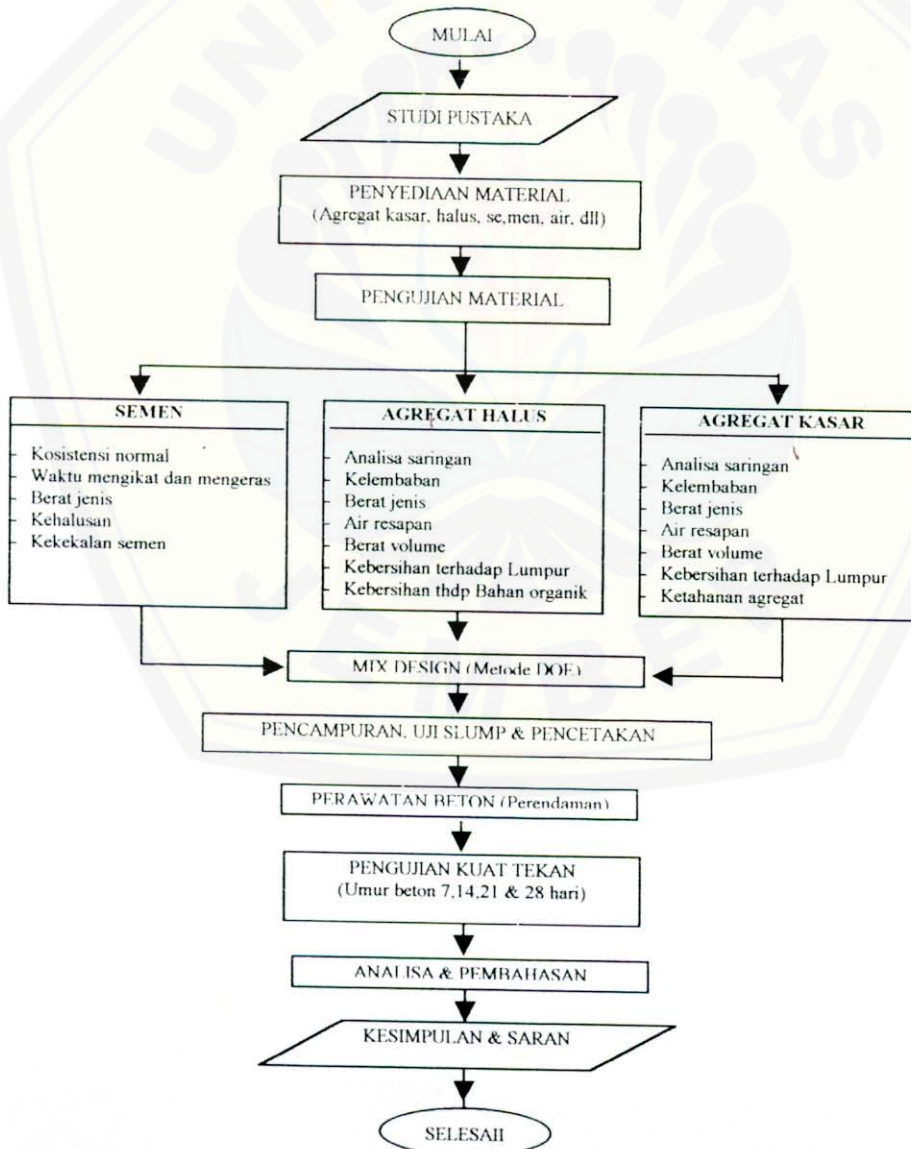 MULAI
STUDI PUSTAKA
PENYEDIAAN MATERIAL
(Agregat kasar, halus, se,men, air, dll)
PENGUJIAN MATERIAL
SEMEN
- Kosistensi normal
- Waktu mengikat dan mengeras
- Berat jenis
- Kehalusan
- Kekekalan semen
AGREGAT HALUS
- Analisa saringan
- Kelembaban
- Berat jenis
- Air resapan
- Berat volume
- Kebersihan terhadap Lumpur
- Kebersihan thdp Bahan organik
AGREGAT KASAR
- Analisa saringan
- Kelembaban
- Berat jenis
- Air resapan
- Berat volume
- Kebersihan terhadap Lumpur
- Ketahanan agregat
MIX DESIGN (Metode DOE)
PENCAMPURAN, UJI SLUMP & PENCETAKAN
PERAWATAN BETON (Perendaman)
PENGUJIAN KUAT TEKAN
(Umur beton 7,14,21 & 28 hari)
ANALISA & PEMBAHASAN
KESIMPULAN & SARAN
SELESAII
UNIVERSITAS
JEMBER